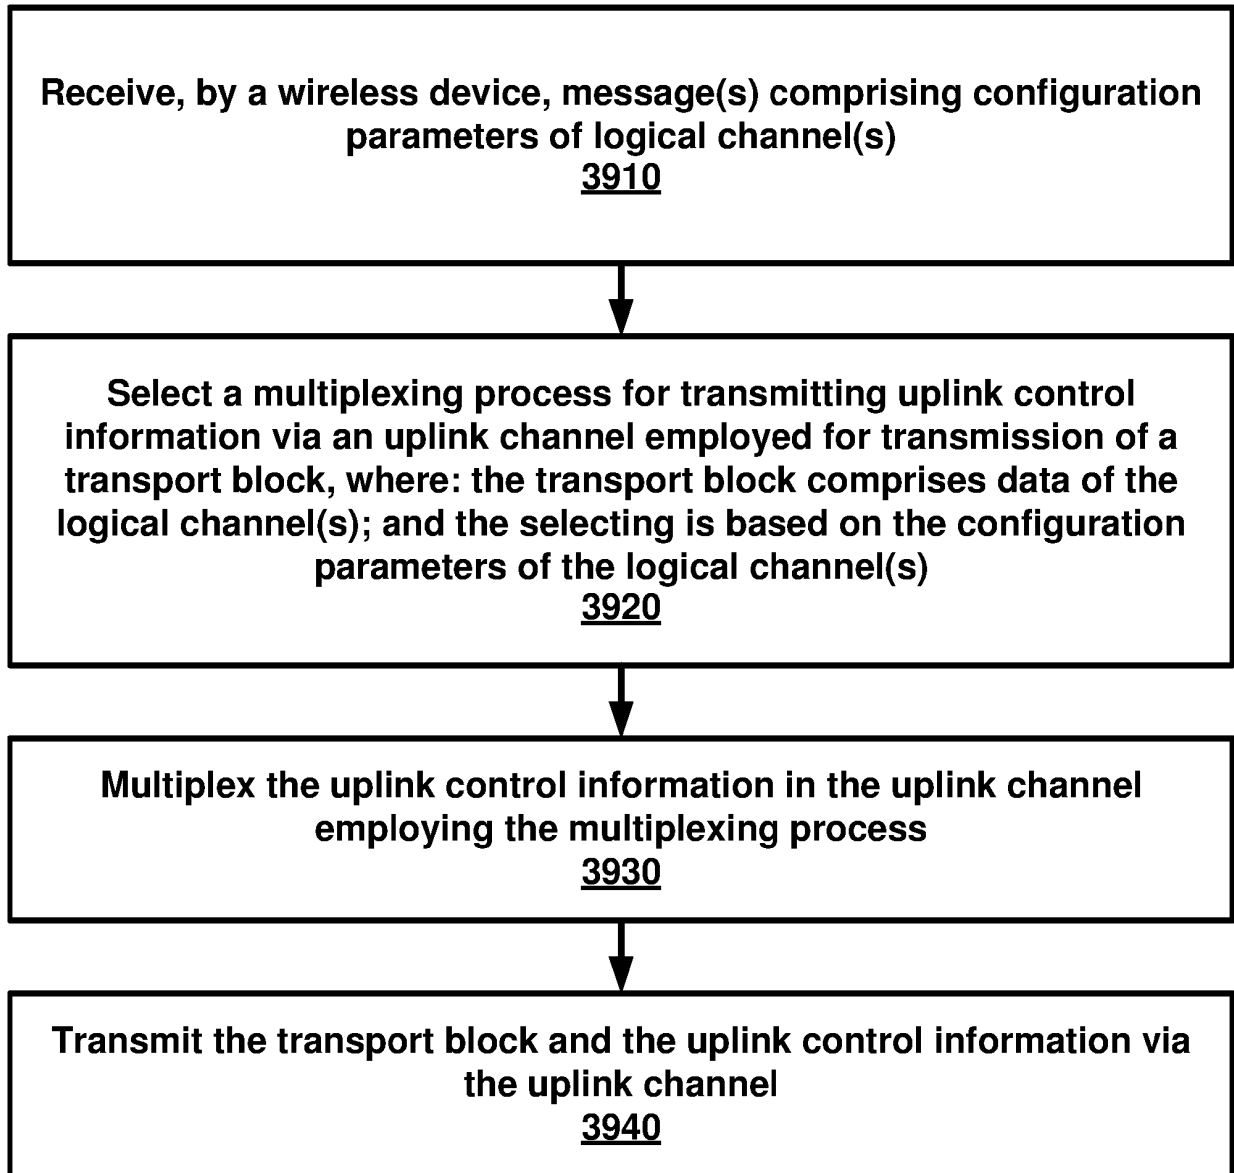 Receive, by a wireless device, message(s) comprising configuration
parameters of logical channel(s)
3910
Select a multiplexing process for transmitting uplink control
information via an uplink channel employed for transmission of a
transport block, where: the transport block comprises data of the
logical channel(s); and the selecting is based on the configuration
parameters of the logical channel(s)
3920
Multiplex the uplink control information in the uplink channel
employing the multiplexing process
3930
Transmit the transport block and the uplink control information via
the uplink channel
3940